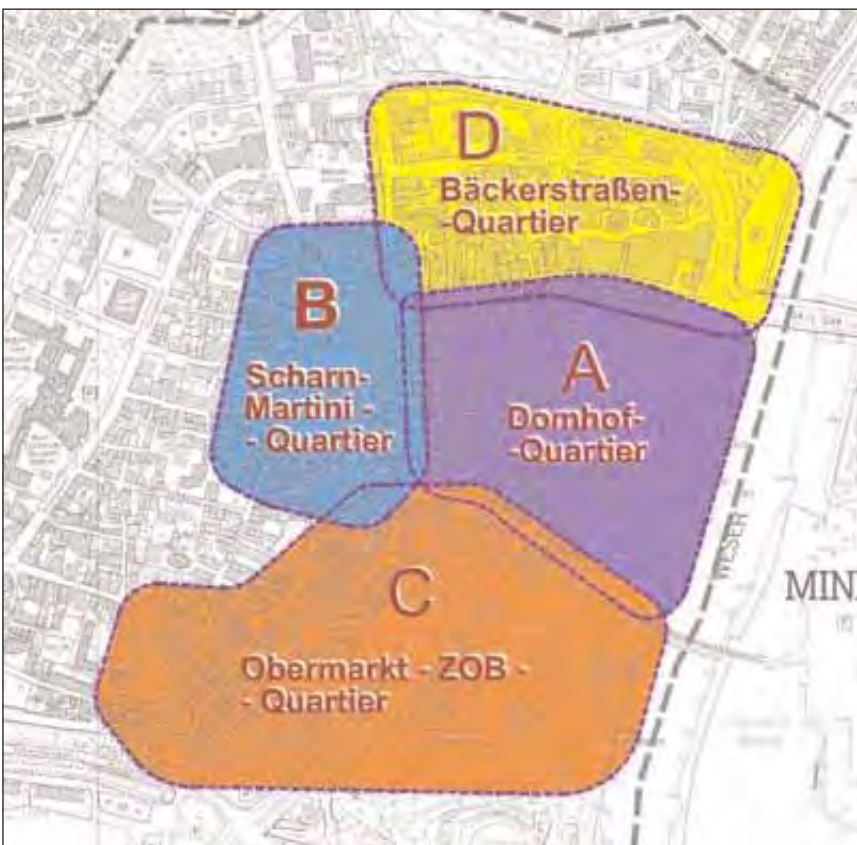 D
Bäckerstraßen-
-Quartier
B
Scharn-
Martini -
- Quartier
A
Domhof-
-Quartier
C
Obermarkt - ZOB -
- Quartier
WESER
MIN